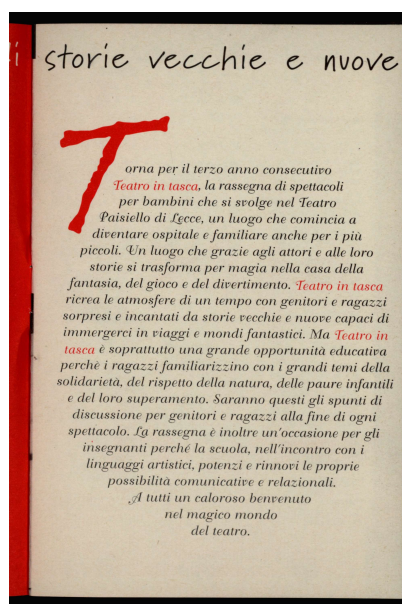 li storie vecchie e nuove
Torna per il terzo anno consecutivo
Teatro in tasca, la rassegna di spettacoli
per bambini che si svolge nel Teatro
Paisiello di Lecce, un luogo che comincia a
diventare ospitale e familiare anche per i più
piccoli. Un luogo che grazie agli attori e alle loro
storie si trasforma per magia nella casa della
fantasia, del gioco e del divertimento. Teatro in tasca
ricrea le atmosfere di un tempo con genitori e ragazzi
sorpresi e incantati da storie vecchie e nuove capaci di
immergerci in viaggi e mondi fantastici. Ma Teatro in
tasca è soprattutto una grande opportunità educativa
perchè i ragazzi familiarizzino con i grandi temi della
solidarietà, del rispetto della natura, delle paure infantili
e del loro superamento. Saranno questi gli spunti di
discussione per genitori e ragazzi alla fine di ogni
spettacolo. La rassegna è inoltre un'occasione per gli
insegnanti perché la scuola, nell'incontro con i
linguaggi artistici, potenzi e rinnovi le proprie
possibilità comunicative e relazionali.
A tutti un caloroso benvenuto
nel magico mondo
del teatro.